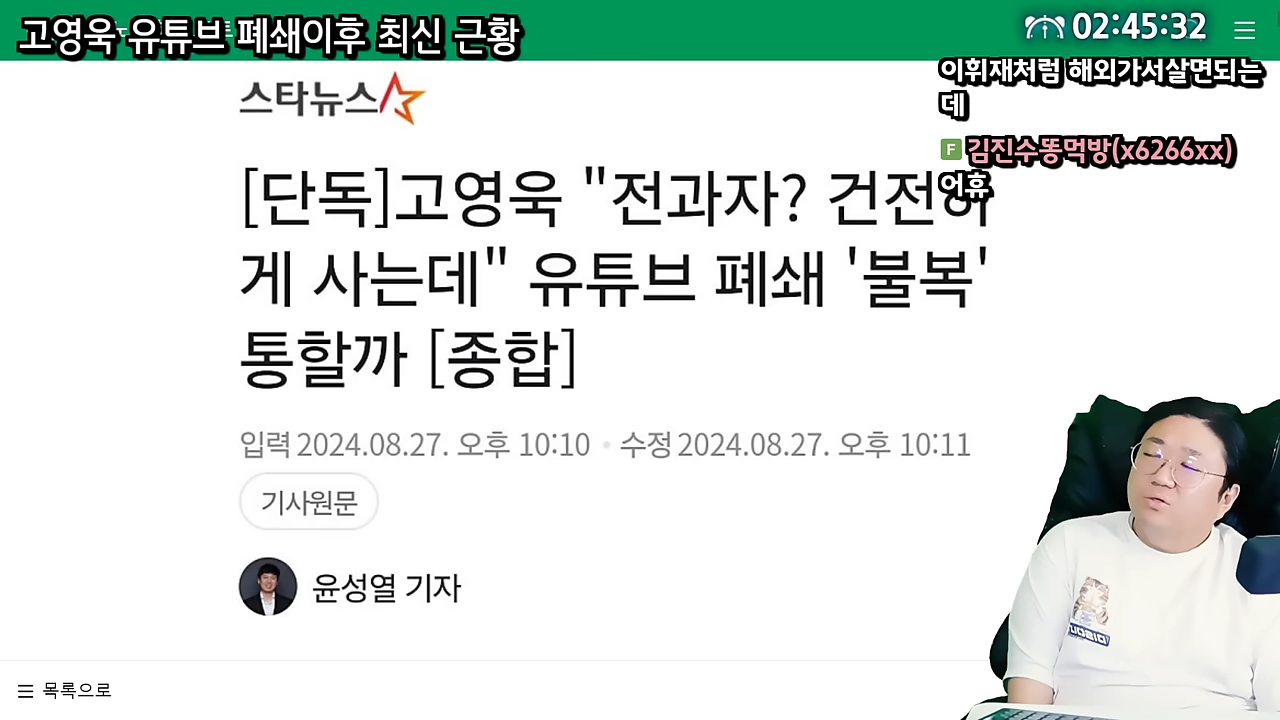 고영욱 유튜브 폐쇄이후 최신 근황
02:45:32
이휘재처럼 해외가서살면되는
데
F 김진수똥먹방(x6266xx)
어휴
스타뉴스
[단독]고영욱 "전과자? 건전하
게 사는데" 유튜브 폐쇄 '불복'
통할까 [종합]
입력 2024.08.27. 오후 10:10 수정 2024.08.27. 오후 10:11
기사원문
윤성열 기자
목록으로